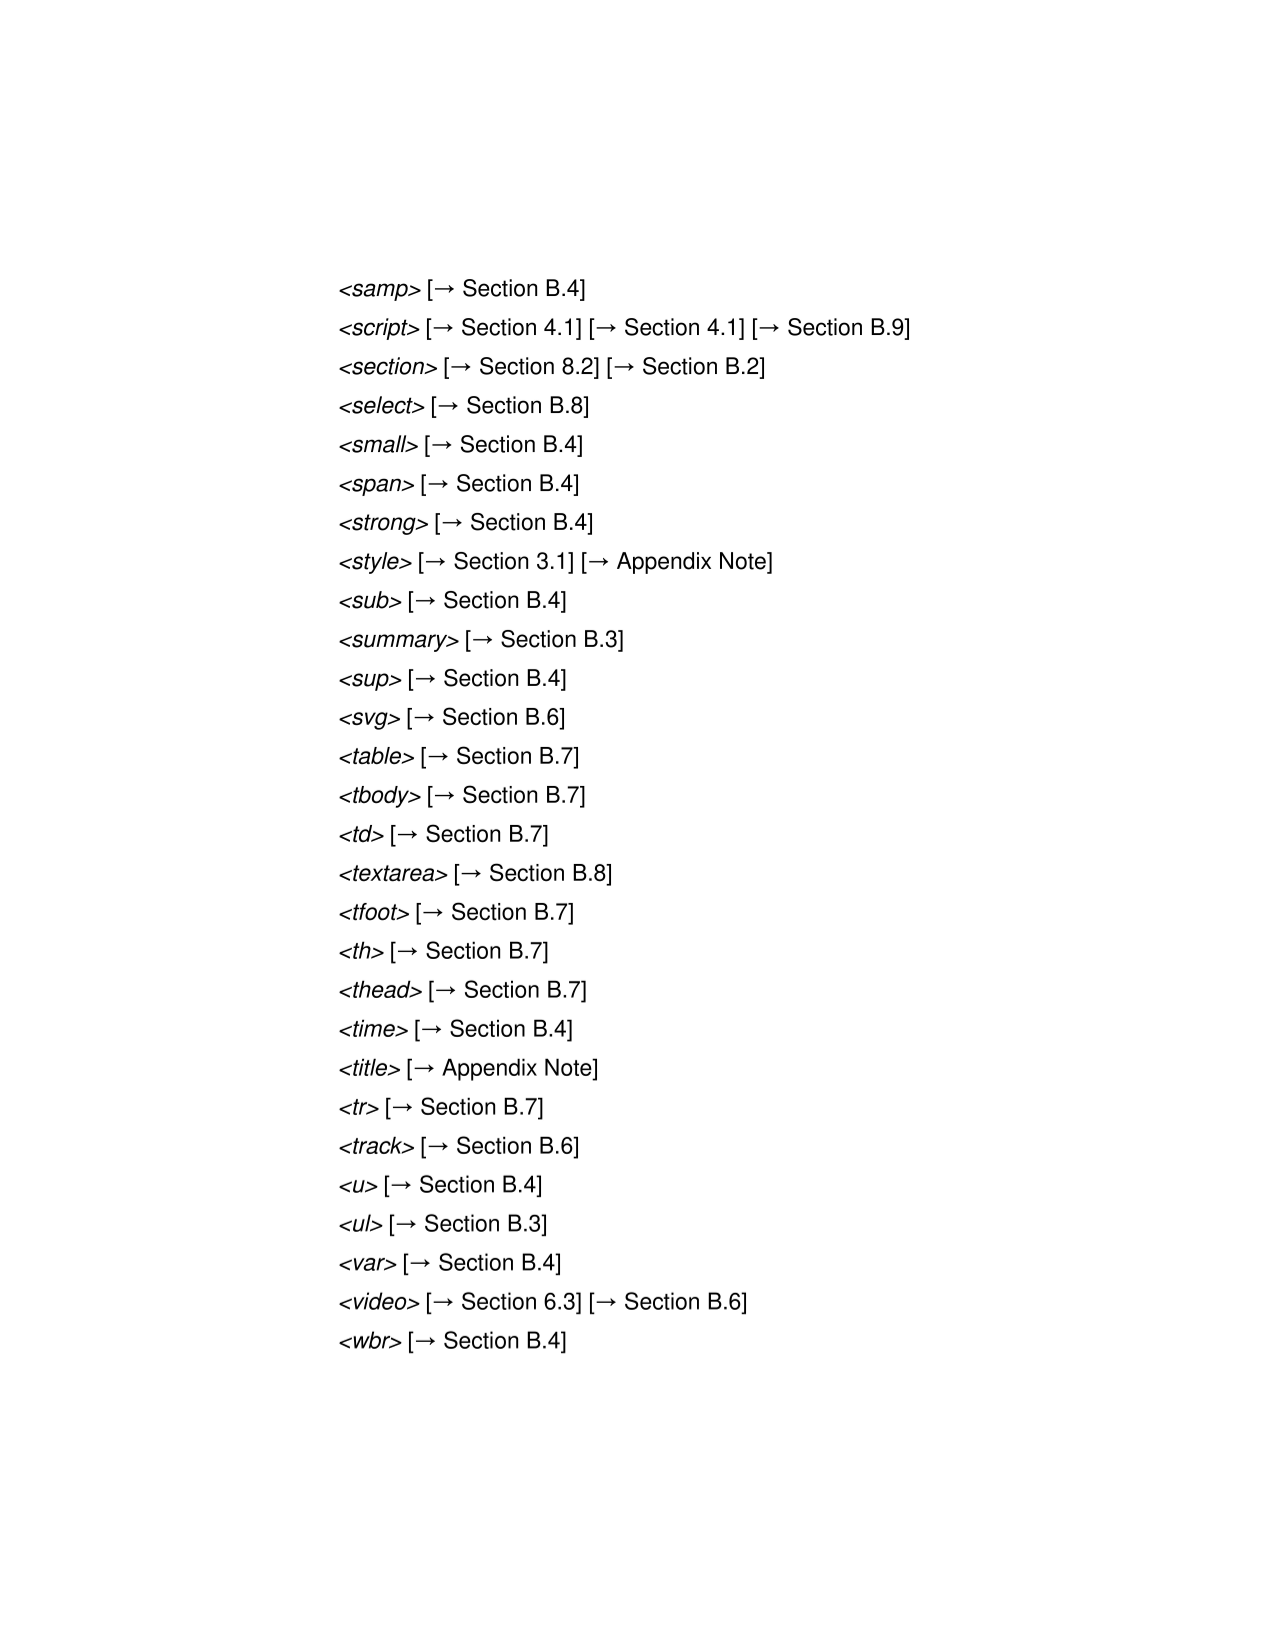 <samp> [→ Section B.4]
<script> [→ Section 4.1] [→ Section 4.1] [→ Section B.9]
<section> [→ Section 8.2] [→ Section B.2]
<select> [→ Section B.8]
<small> [→ Section B.4]
<span> [→ Section B.4]
<strong> [→ Section B.4]
<style> [→ Section 3.1] [→ Appendix Note]
<sub> [→ Section B.4]
<summary> [→ Section B.3]
<sup> [→ Section B.4]
<svg> [→ Section B.6]
<table> [→ Section B.7]
<tbody> [→ Section B.7]
<td> [→ Section B.7]
<textarea> [→ Section B.8]
<tfoot> [→ Section B.7]
<th> [→ Section B.7]
<thead> [→ Section B.7]
<time> [→ Section B.4]
<title> [→ Appendix Note]
<tr> [→ Section B.7]
<track> [→ Section B.6]
<u> [→ Section B.4]
<ul> [→ Section B.3]
<var> [→ Section B.4]
<video> [→ Section 6.3] [→ Section B.6]
<wbr> [→ Section B.4]